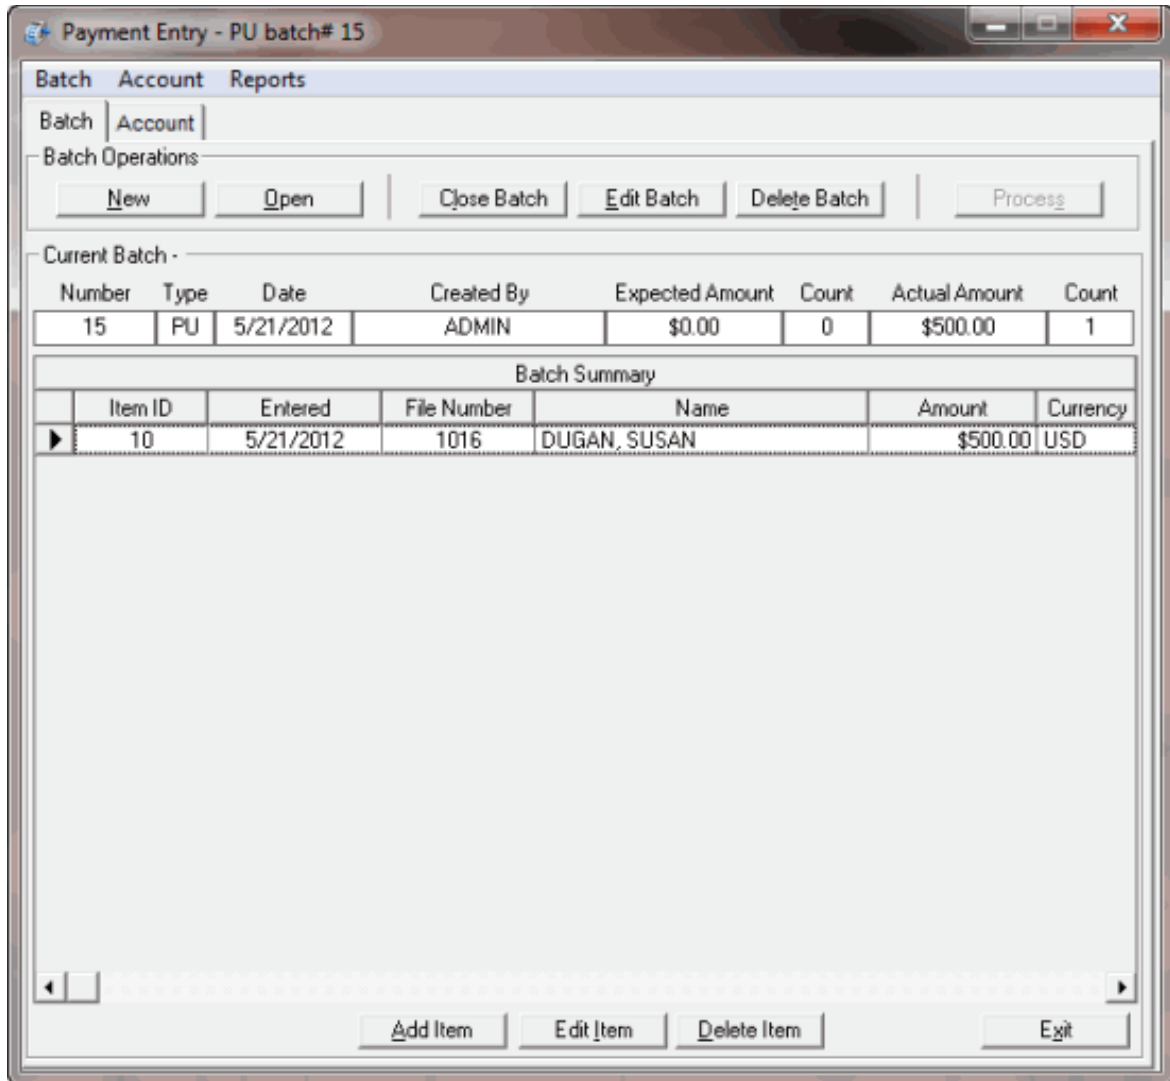 Payment Entry - PU batch# 15
Batch Account Reports
Batch Account
Batch Operations
New Open Close Batch Edit Batch Delete Batch Process
Current Batch -
Number Type Date Created By Expected Amount Count Actual Amount Count
15 PU 5/21/2012 ADMIN $0.00 0 $500.00 1
Batch Summary
Item ID Entered File Number Name Amount Currency
10 5/21/2012 1016 DUGAN, SUSAN $500.00 USD
Add Item Edit Item Delete Item Exit